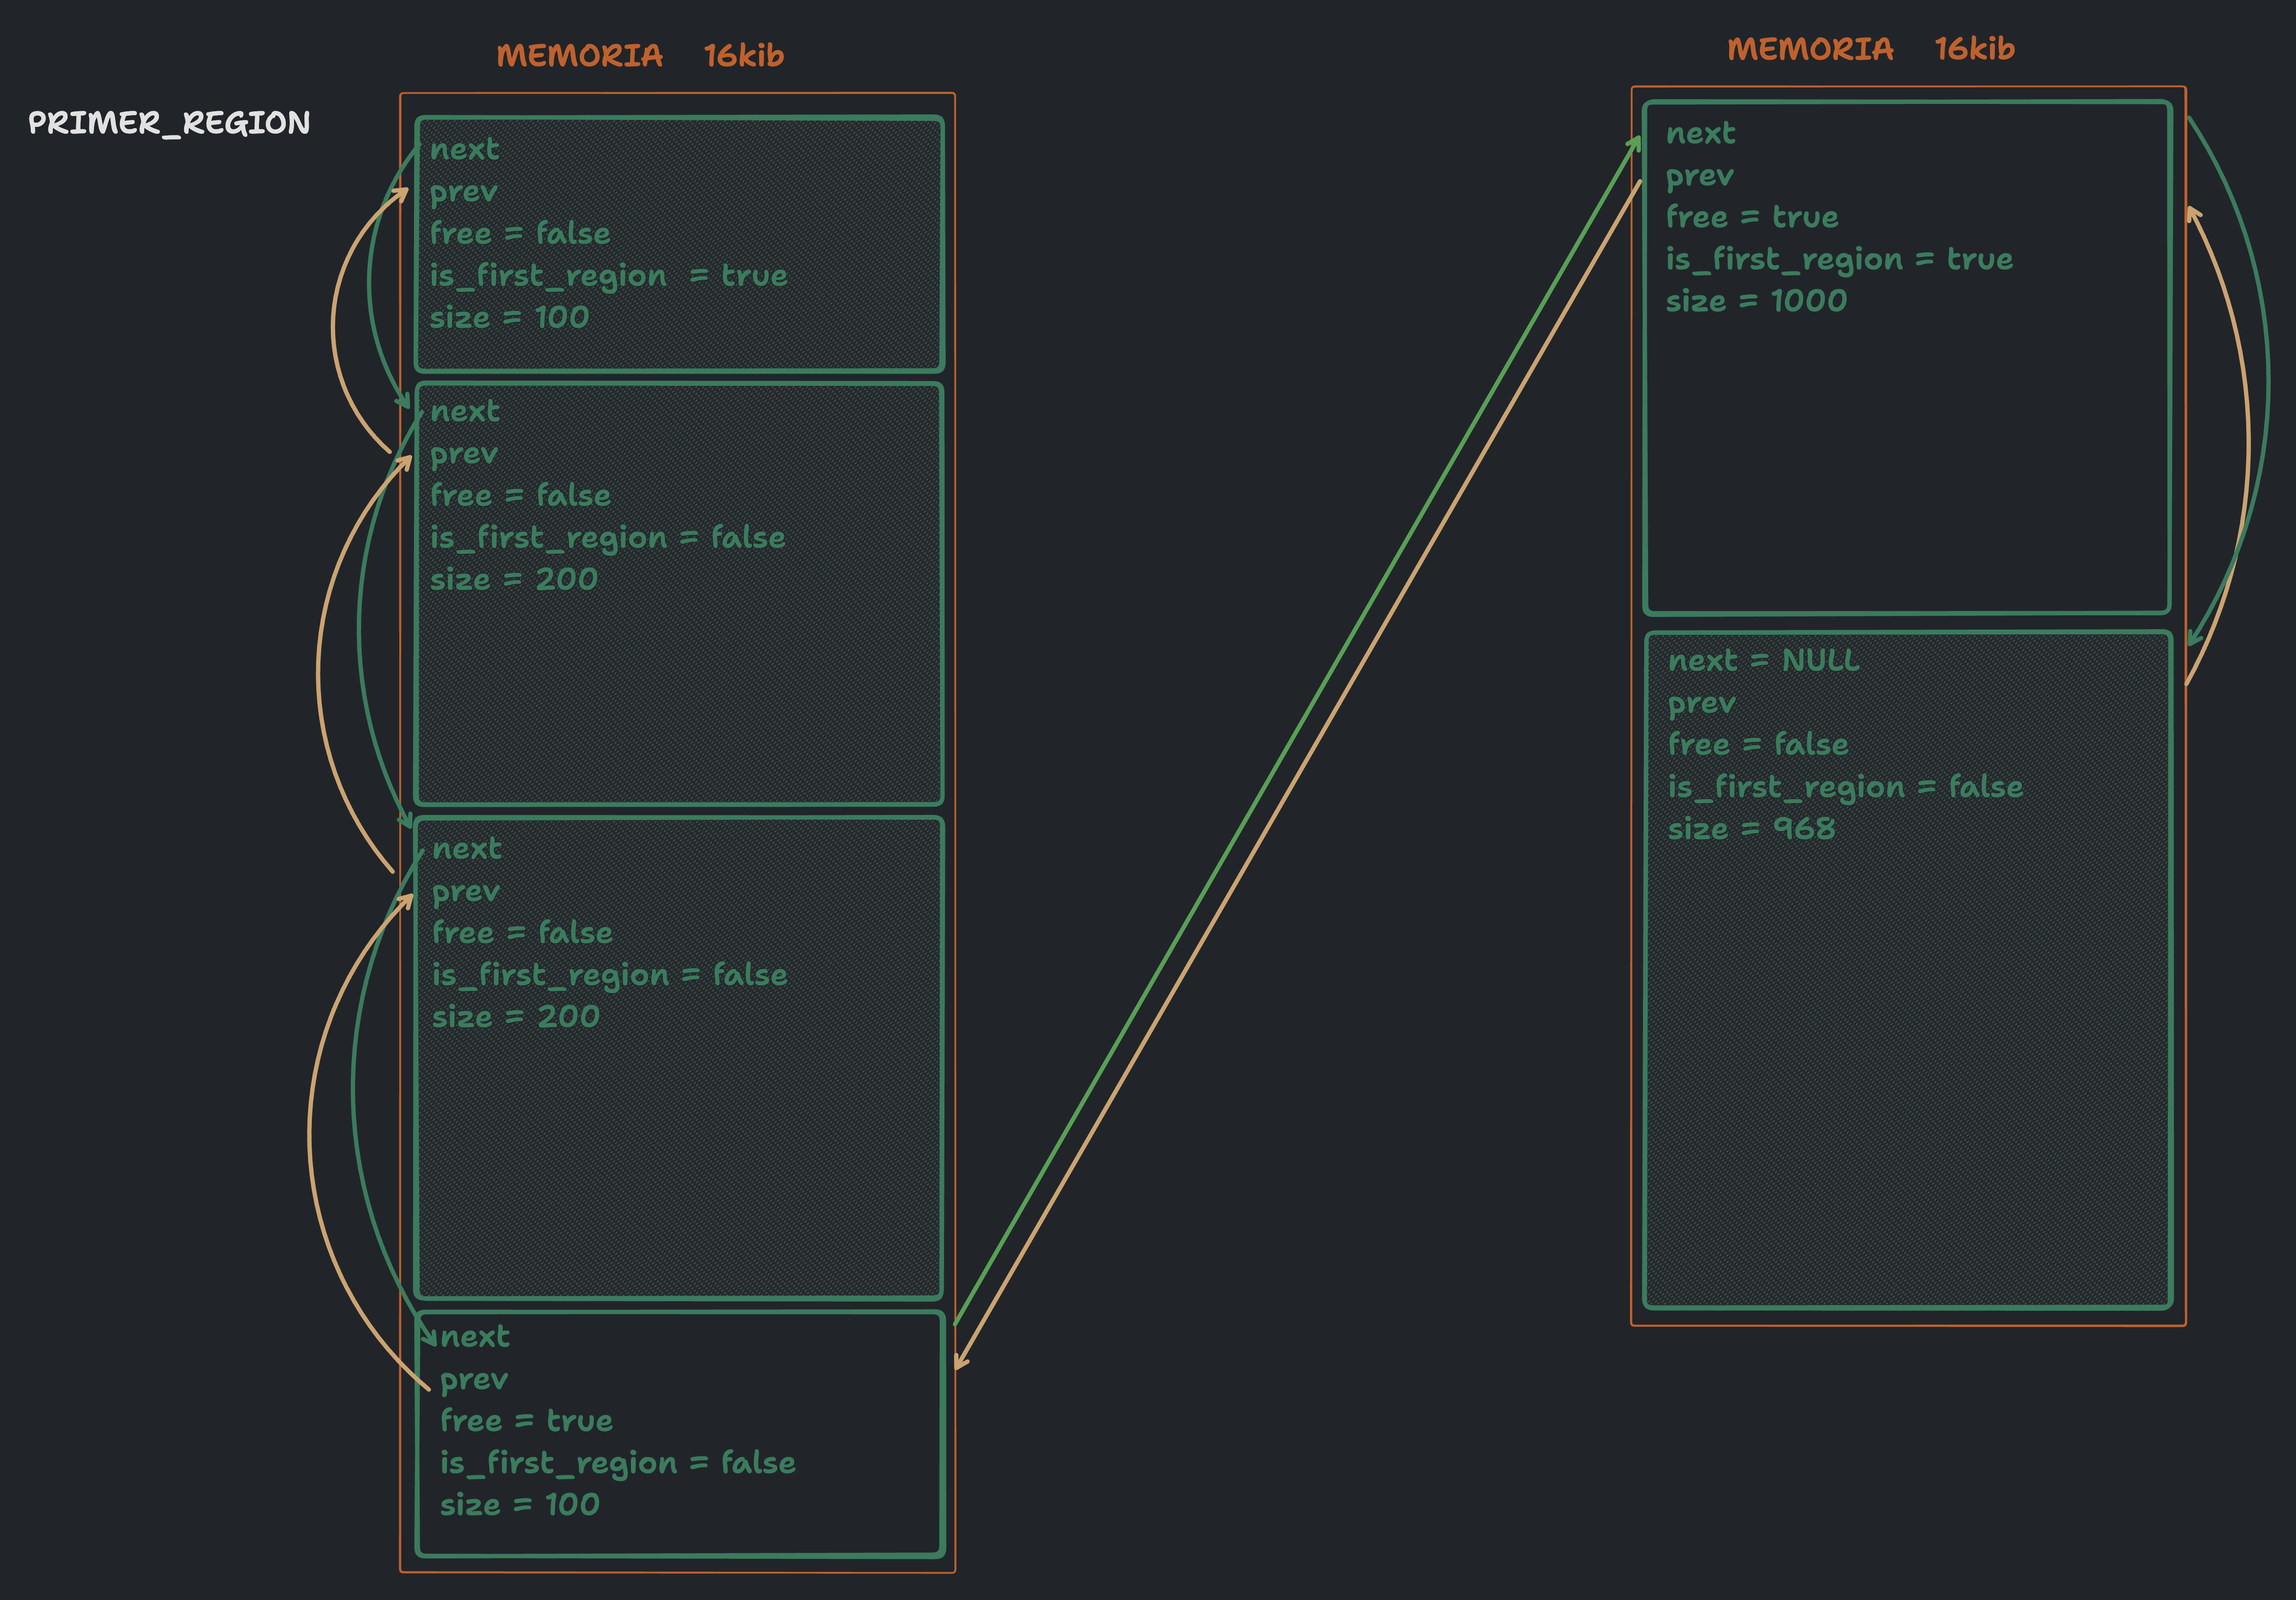 MEMORIA 16kib
PRIMER_REGION
next
prev
free = false
is_first_region = true
size = 100
next
prev
free = false
is_first_region = false
size = 200
next
prev
free = false
is_first_region = false
size = 200
next
prev
free = true
is_first_region = false
size = 100
MEMORIA 16kib
next
prev
free = true
is_first_region = true
size = 1000
next = NULL
prev
free = false
is_first_region = false
size = 968